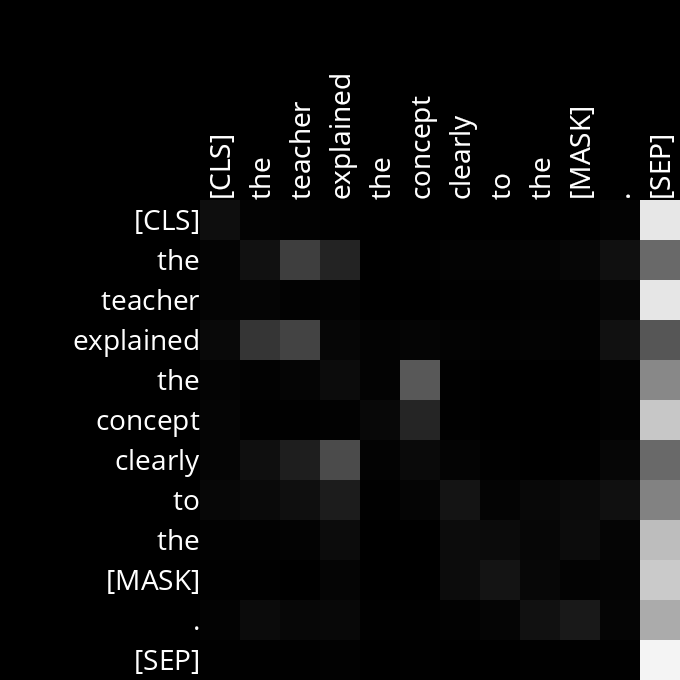 [CLS] the teacher explained the concept clearly to the [MASK] . [SEP]
[CLS]
the
teacher
explained
the
concept
clearly
to
the
[MASK]
.
[SEP]